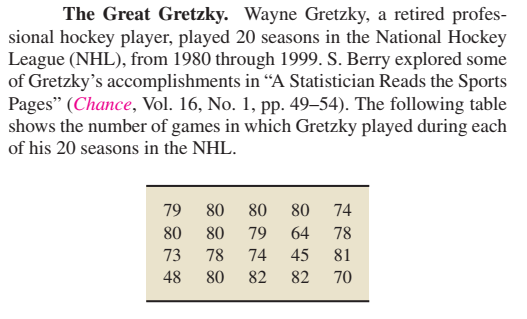 The Great Gretzky. Wayne Gretzky, a retired profes-
sional hockey player, played 20 seasons in the National Hockey
League (NHL), from 1980 through 1999. S. Berry explored some
of Gretzky’s accomplishments in “A Statistician Reads the Sports
Pages” (Chance, Vol. 16, No. 1, pp. 49–54). The following table
shows the number of games in which Gretzky played during each
of his 20 seasons in the NHL.
79 80 80 80 74
80 80 79 64 78
73 78 74 45 81
48 80 82 82 70